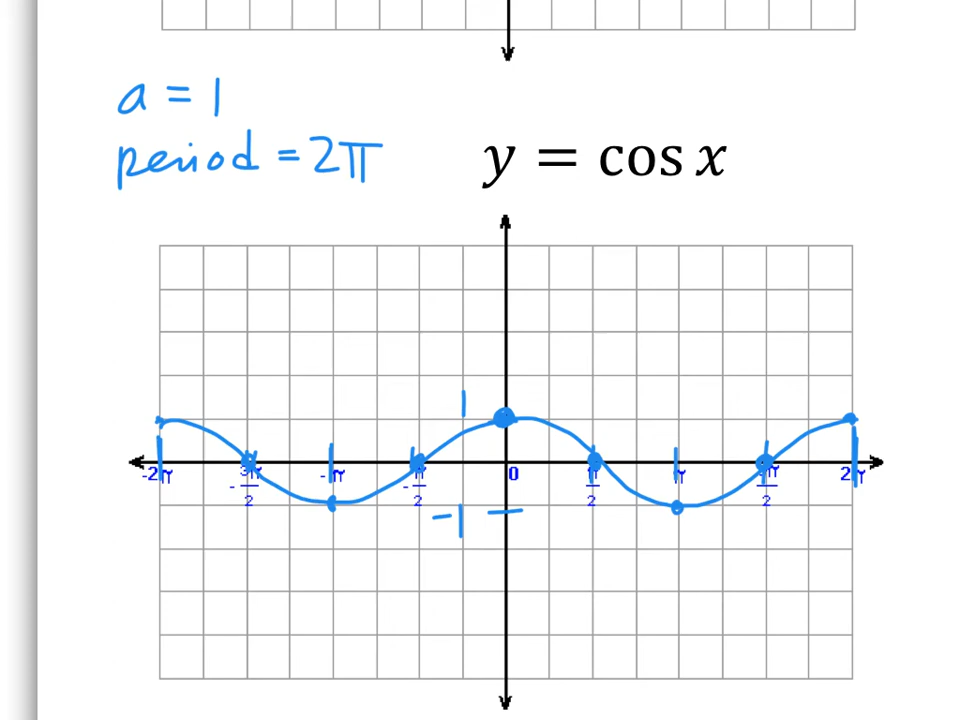 a = 1
period = 2π
y = cos x
1
-2π -3π/2 -π -π/2 0 π/2 π 3π/2 2π
-1